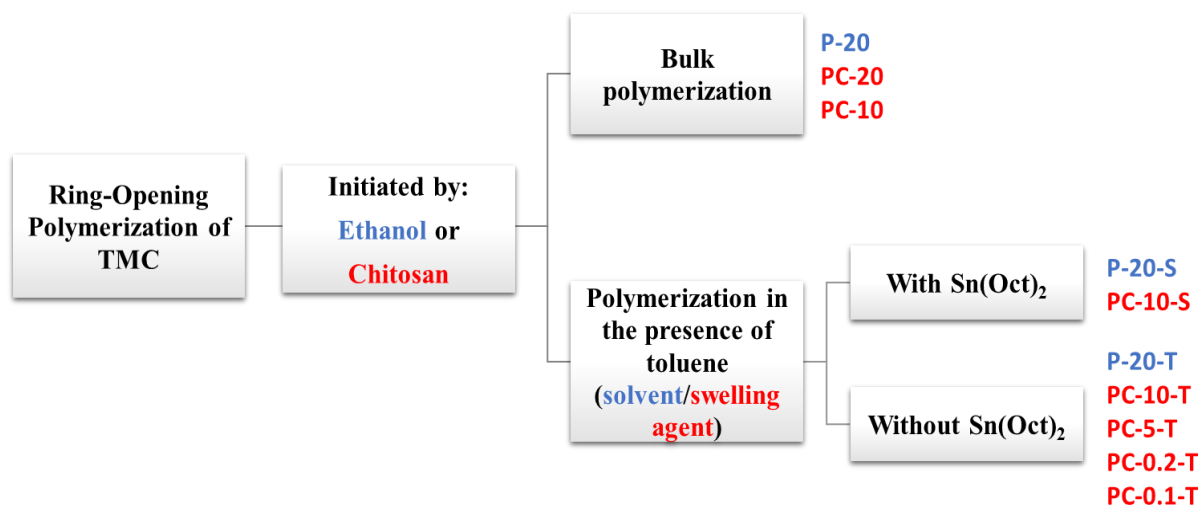 Ring-Opening
Polymerization of
TMC
Initiated by:
Ethanol or
Chitosan
Bulk
polymerization
P-20
PC-20
PC-10
Polymerization in
the presence of
toluene
(solvent/swelling
agent)
With Sn(Oct)₂
P-20-S
PC-10-S
Without Sn(Oct)₂
P-20-T
PC-10-T
PC-5-T
PC-0.2-T
PC-0.1-T